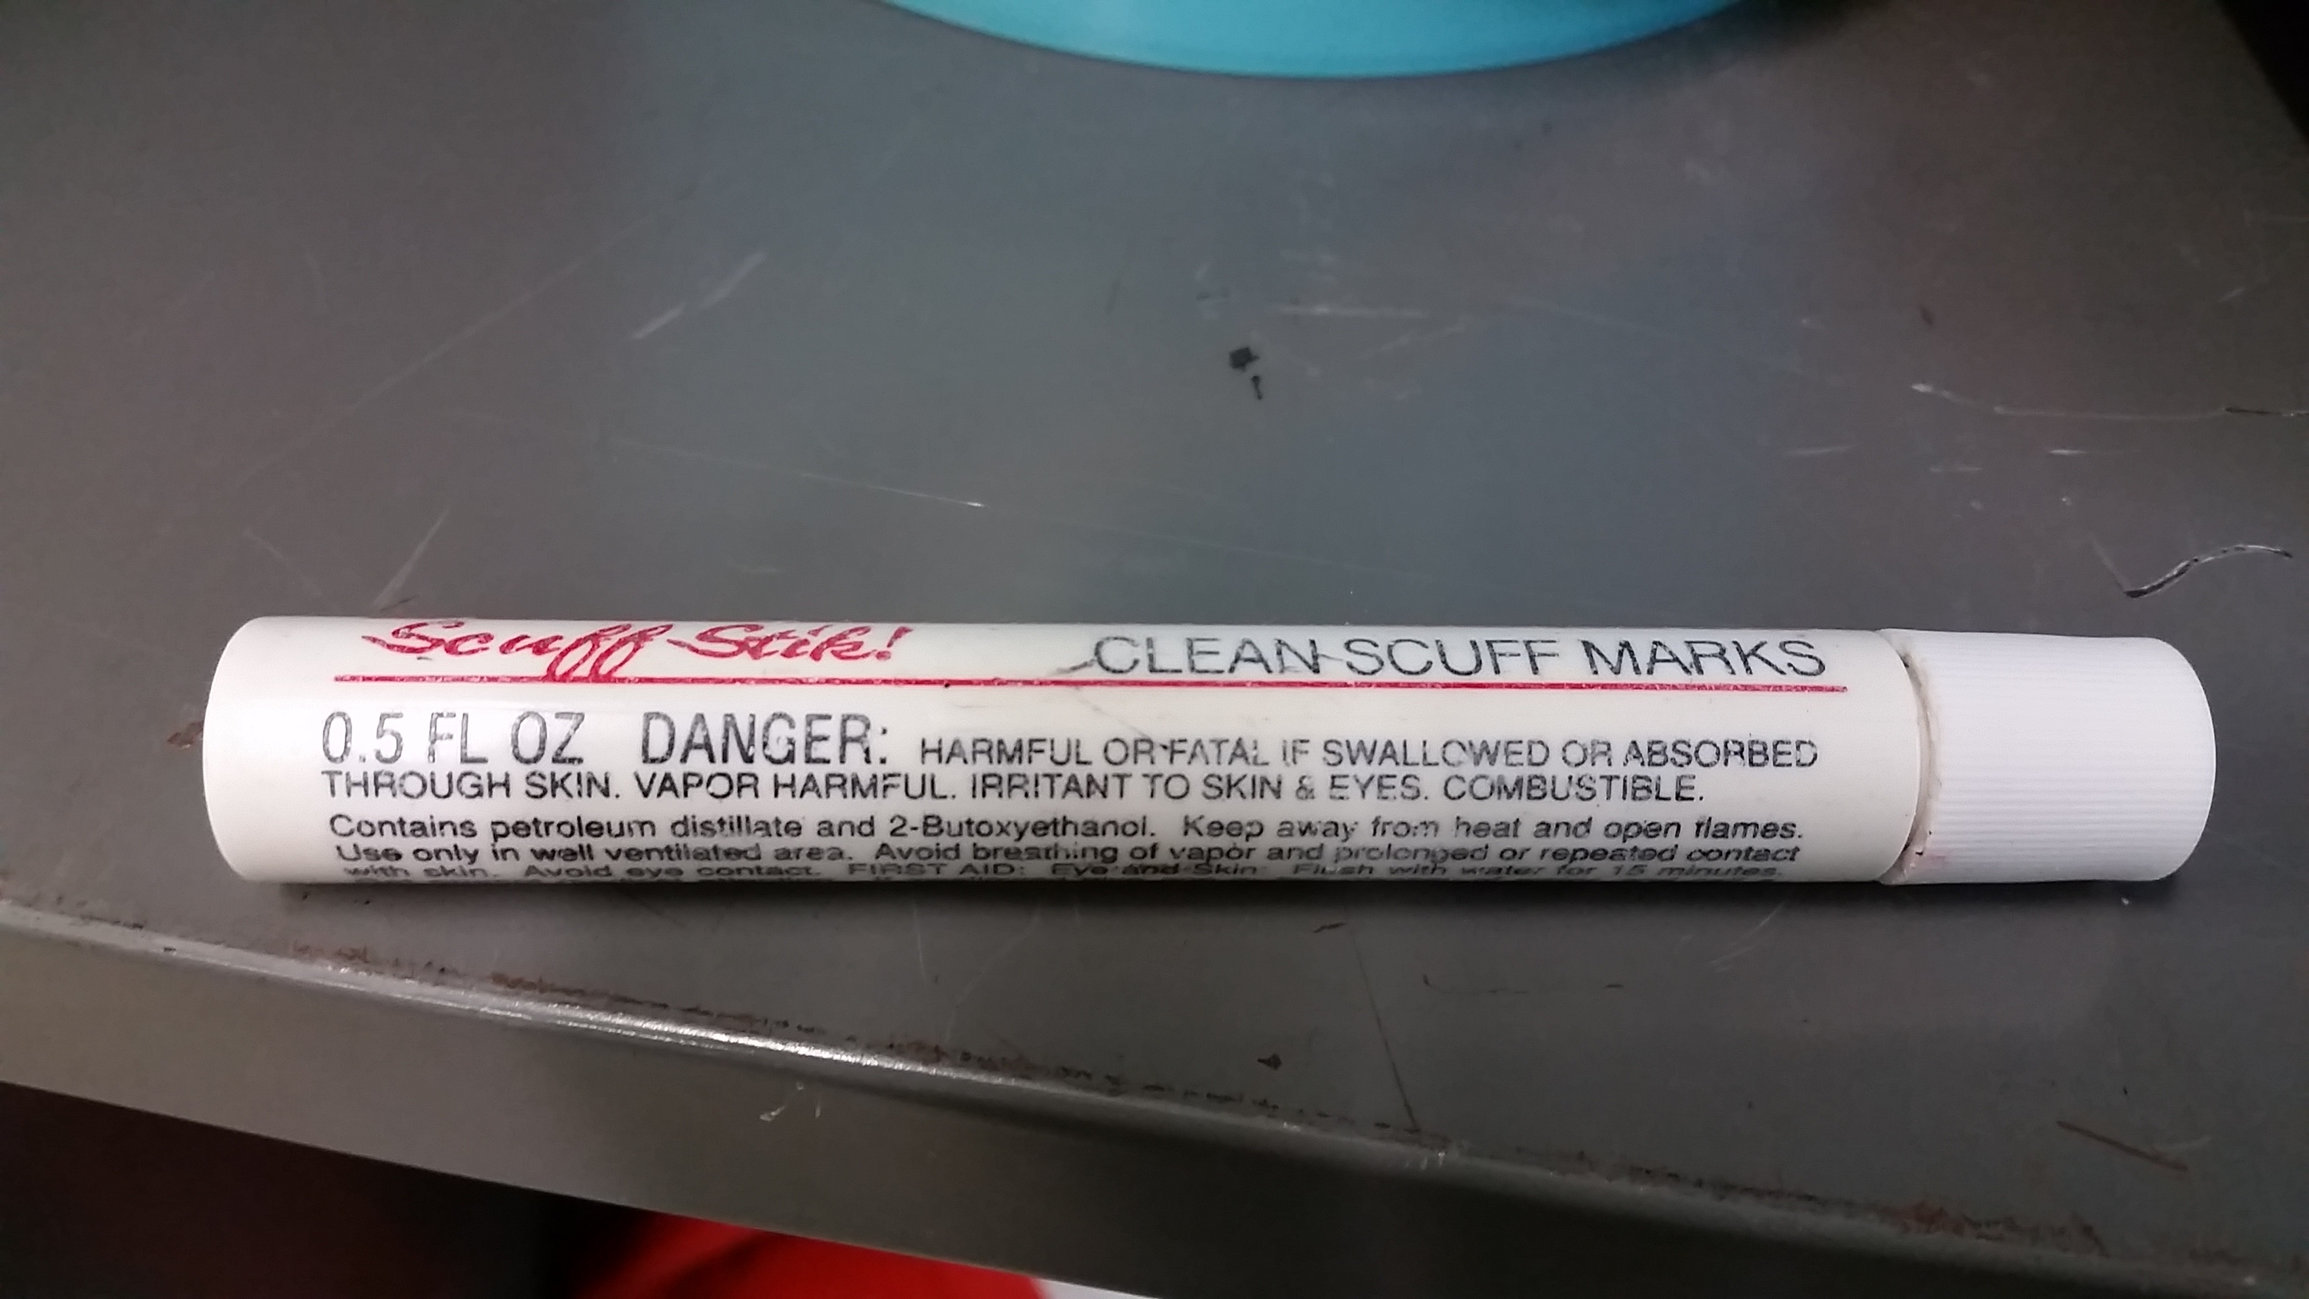 Scuff Stik! CLEAN SCUFF MARKS
0.5 FL OZ DANGER: HARMFUL OR FATAL IF SWALLOWED OR ABSORBED
THROUGH SKIN. VAPOR HARMFUL. IRRITANT TO SKIN & EYES. COMBUSTIBLE.
Contains petroleum distillate and 2-Butoxyethanol. Keep away from heat and open flames.
Use only in well ventilated area. Avoid breathing of vapor and prolonged or repeated contact
with skin. Avoid eye contact. FIRST AID: Eye and Skin: Flush with water for 15 minutes.